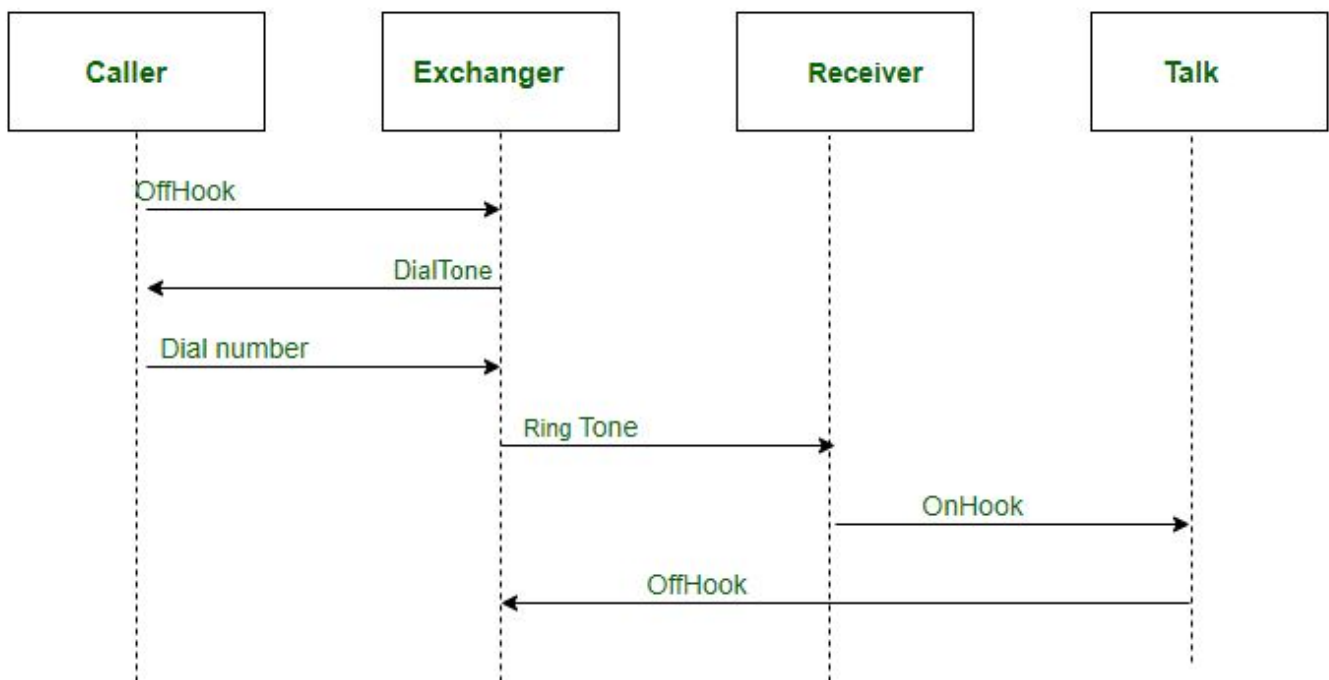 Caller
Exchanger
Receiver
Talk
OffHook
DialTone
Dial number
Ring Tone
OnHook
OffHook